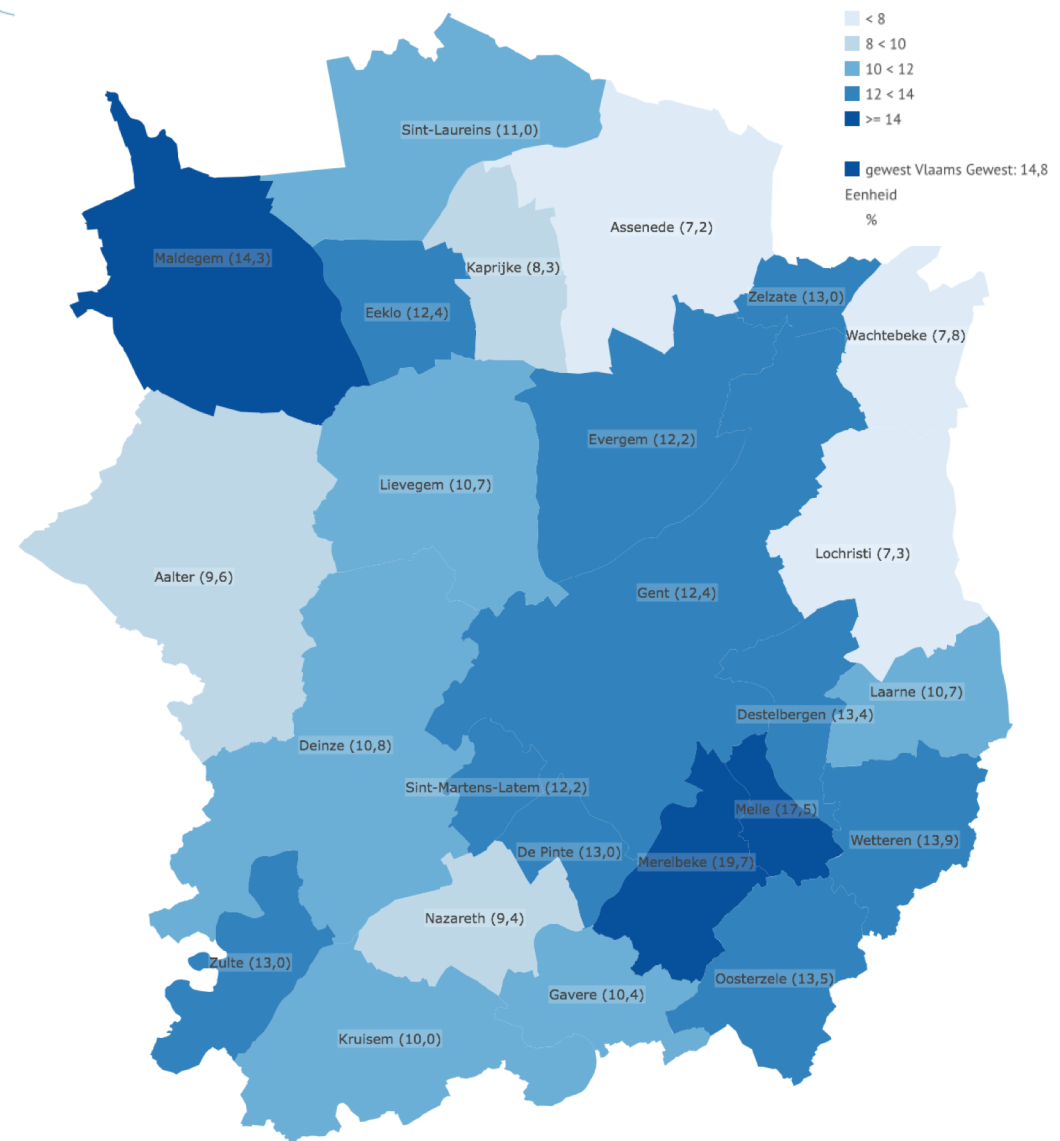 < 8
8 < 10
10 < 12
12 < 14
>= 14
gewest Vlaams Gewest: 14,8
Eenheid
%
Sint-Laureins (11,0)
Assenede (7,2)
Maldegem (14,3)
Kaprijke (8,3)
Zelzate (13,0)
Eeklo (12,4)
Wachtebeke (7,8)
Evergem (12,2)
Lievegem (10,7)
Lochristi (7,3)
Aalter (9,6)
Gent (12,4)
Laarne (10,7)
Destelbergen (13,4)
Deinze (10,8)
Sint-Martens-Latem (12,2)
Melle (17,5)
Wetteren (13,9)
De Pinte (13,0)
Merelbeke (19,7)
Nazareth (9,4)
Zulte (13,0)
Oosterzele (13,5)
Gavere (10,4)
Kruisem (10,0)